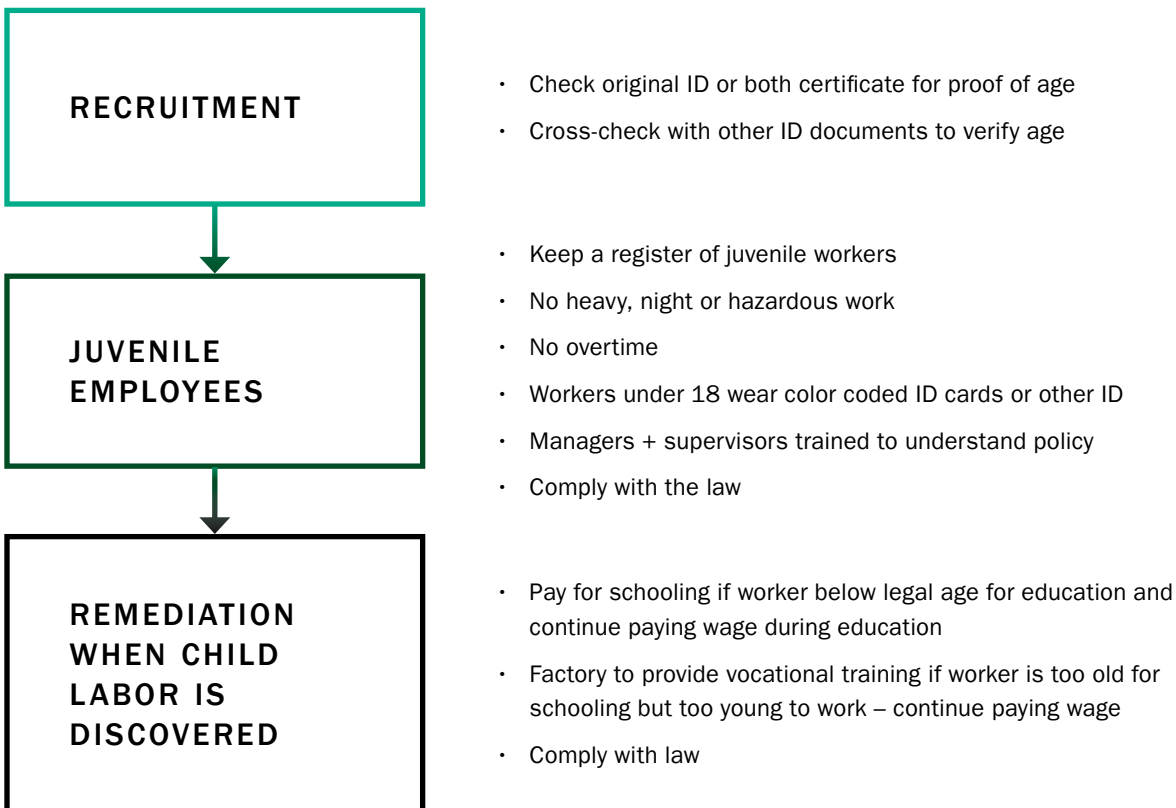 RECRUITMENT
• Check original ID or both certificate for proof of age
• Cross-check with other ID documents to verify age
JUVENILE
EMPLOYEES
• Keep a register of juvenile workers
• No heavy, night or hazardous work
• No overtime
• Workers under 18 wear color coded ID cards or other ID
• Managers + supervisors trained to understand policy
• Comply with the law
REMEDIATION
WHEN CHILD
LABOR IS
DISCOVERED
• Pay for schooling if worker below legal age for education and
continue paying wage during education
• Factory to provide vocational training if worker is too old for
schooling but too young to work – continue paying wage
• Comply with law